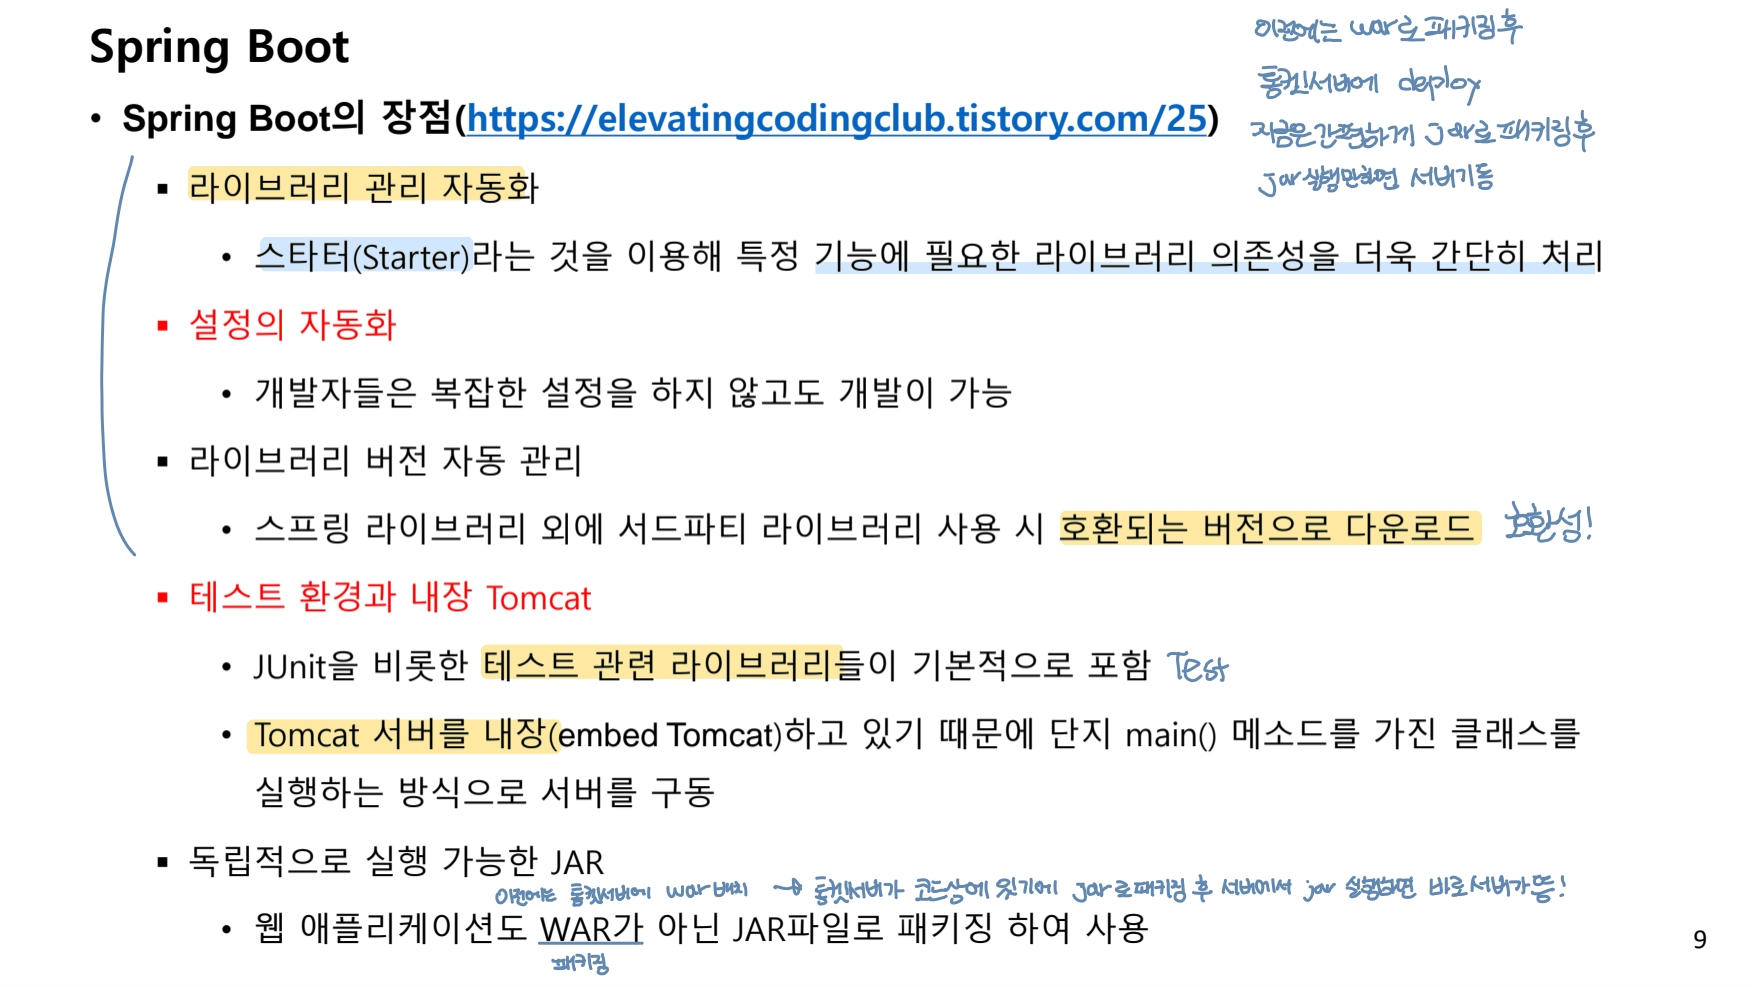 Spring Boot
이전에는 war로 패키징 후
톰캣서버에 deploy
지금은 간편하게 jar로 패키징 후
jar 실행만하면 서버기동
• Spring Boot의 장점(https://elevatingcodingclub.tistory.com/25)
▪ 라이브러리 관리 자동화
• 스타터(Starter)라는 것을 이용해 특정 기능에 필요한 라이브러리 의존성을 더욱 간단히 처리
▪ 설정의 자동화
• 개발자들은 복잡한 설정을 하지 않고도 개발이 가능
▪ 라이브러리 버전 자동 관리
• 스프링 라이브러리 외에 서드파티 라이브러리 사용 시 호환되는 버전으로 다운로드 호환성!
▪ 테스트 환경과 내장 Tomcat
• JUnit을 비롯한 테스트 관련 라이브러리들이 기본적으로 포함 Test
• Tomcat 서버를 내장(embed Tomcat)하고 있기 때문에 단지 main() 메소드를 가진 클래스를
실행하는 방식으로 서버를 구동
▪ 독립적으로 실행 가능한 JAR
이전에는 톰캣서버에 war 배치 → 톰캣서버가 코드상에 있기에 jar로 패키징 후 서버에서 jar 실행하면 바로 서버가 뜸!
• 웹 애플리케이션도 WAR가 아닌 JAR파일로 패키징 하여 사용
패키징
9